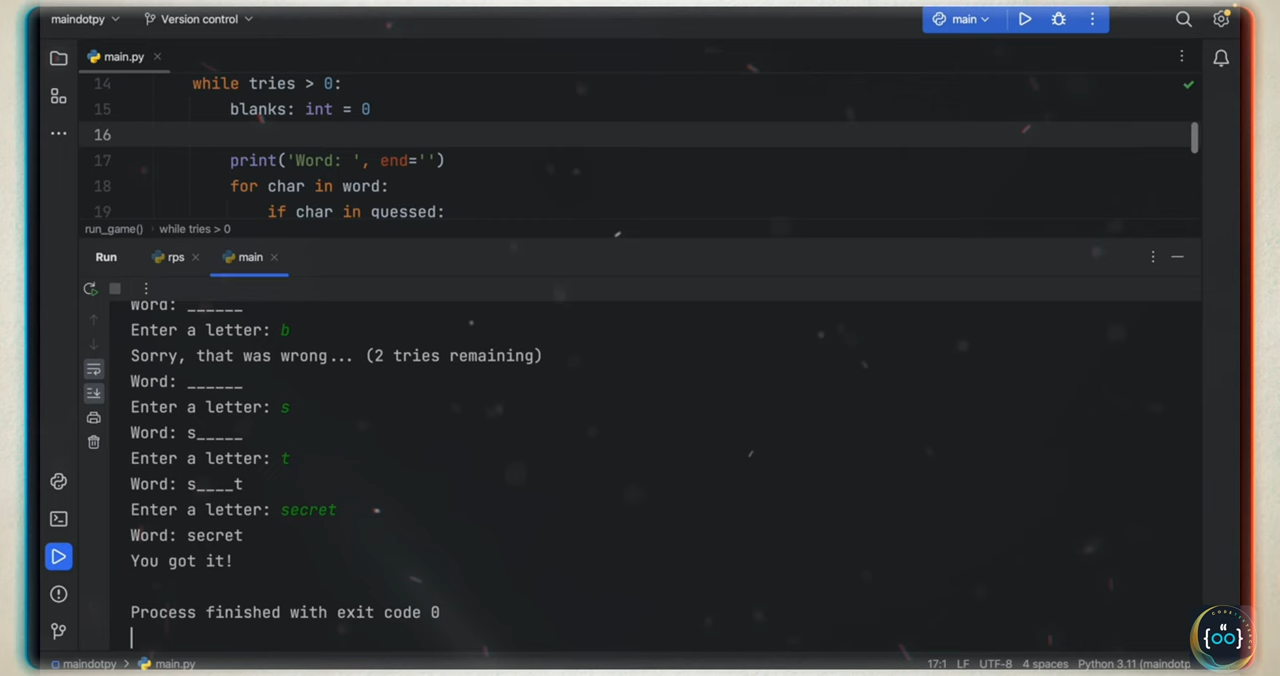 maindotpy Version control main
main.py
14 while tries > 0:
15 blanks: int = 0
16
17 print('Word: ', end='')
18 for char in word:
19 if char in guessed:
run_game() › while tries > 0
Run rps main
Word: ______
Enter a letter: b
Sorry, that was wrong... (2 tries remaining)
Word: ______
Enter a letter: s
Word: s_____
Enter a letter: t
Word: s____t
Enter a letter: secret
Word: secret
You got it!
Process finished with exit code 0
maindotpy > main.py 17:1 LF UTF-8 4 spaces Python 3.11 (maindotp